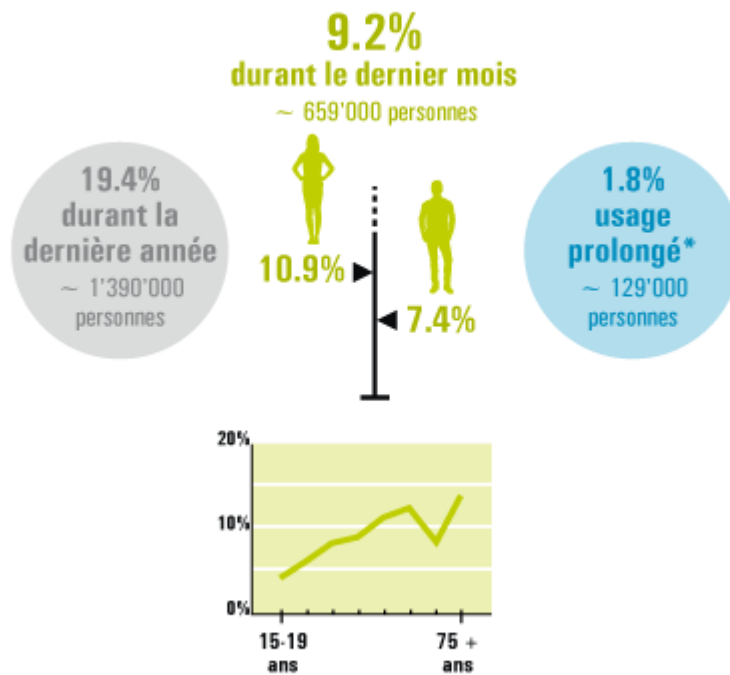 9.2%
durant le dernier mois
~ 659'000 personnes
19.4%
durant la
dernière année
~ 1'390'000
personnes
10.9%
7.4%
1.8%
usage
prolongé*
~ 129'000
personnes
20%
10%
0%
15-19
ans
75 +
ans